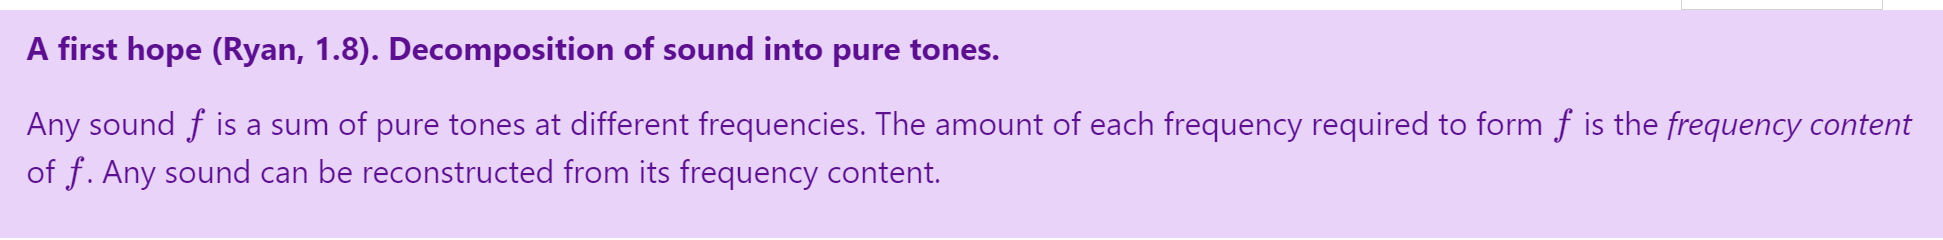 A first hope (Ryan, 1.8). Decomposition of sound into pure tones.
Any sound f is a sum of pure tones at different frequencies. The amount of each frequency required to form f is the frequency content
of f. Any sound can be reconstructed from its frequency content.